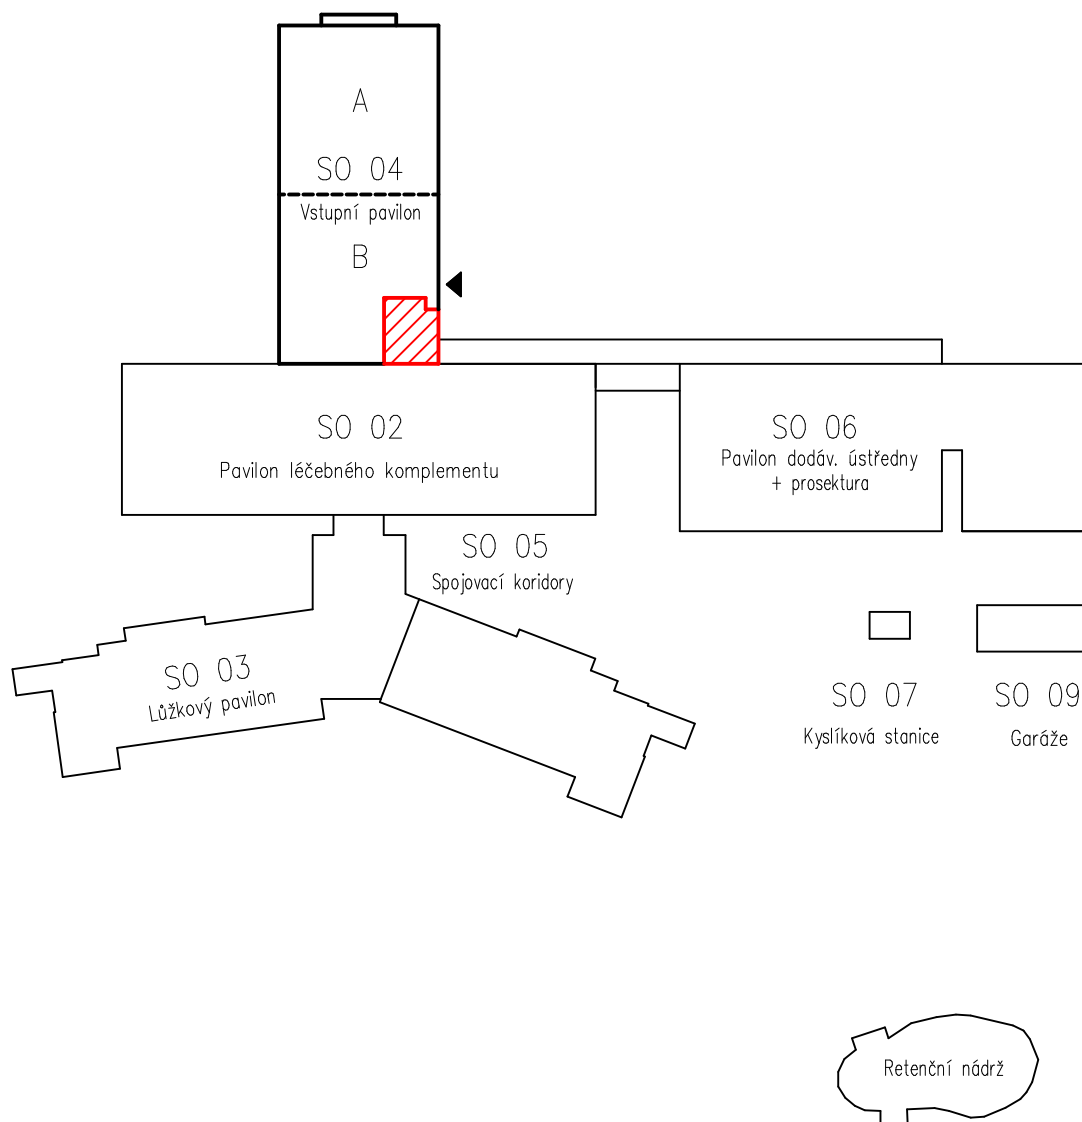 A
SO 04
Vstupní pavilon
B
SO 02
Pavilon léčebného komplementu
SO 06
Pavilon dodáv. ústředny
+ prosektura
SO 05
Spojovací koridory
SO 03
Lůžkový pavilon
SO 07
Kyslíková stanice
SO 09
Garáže
Retenční nádrž